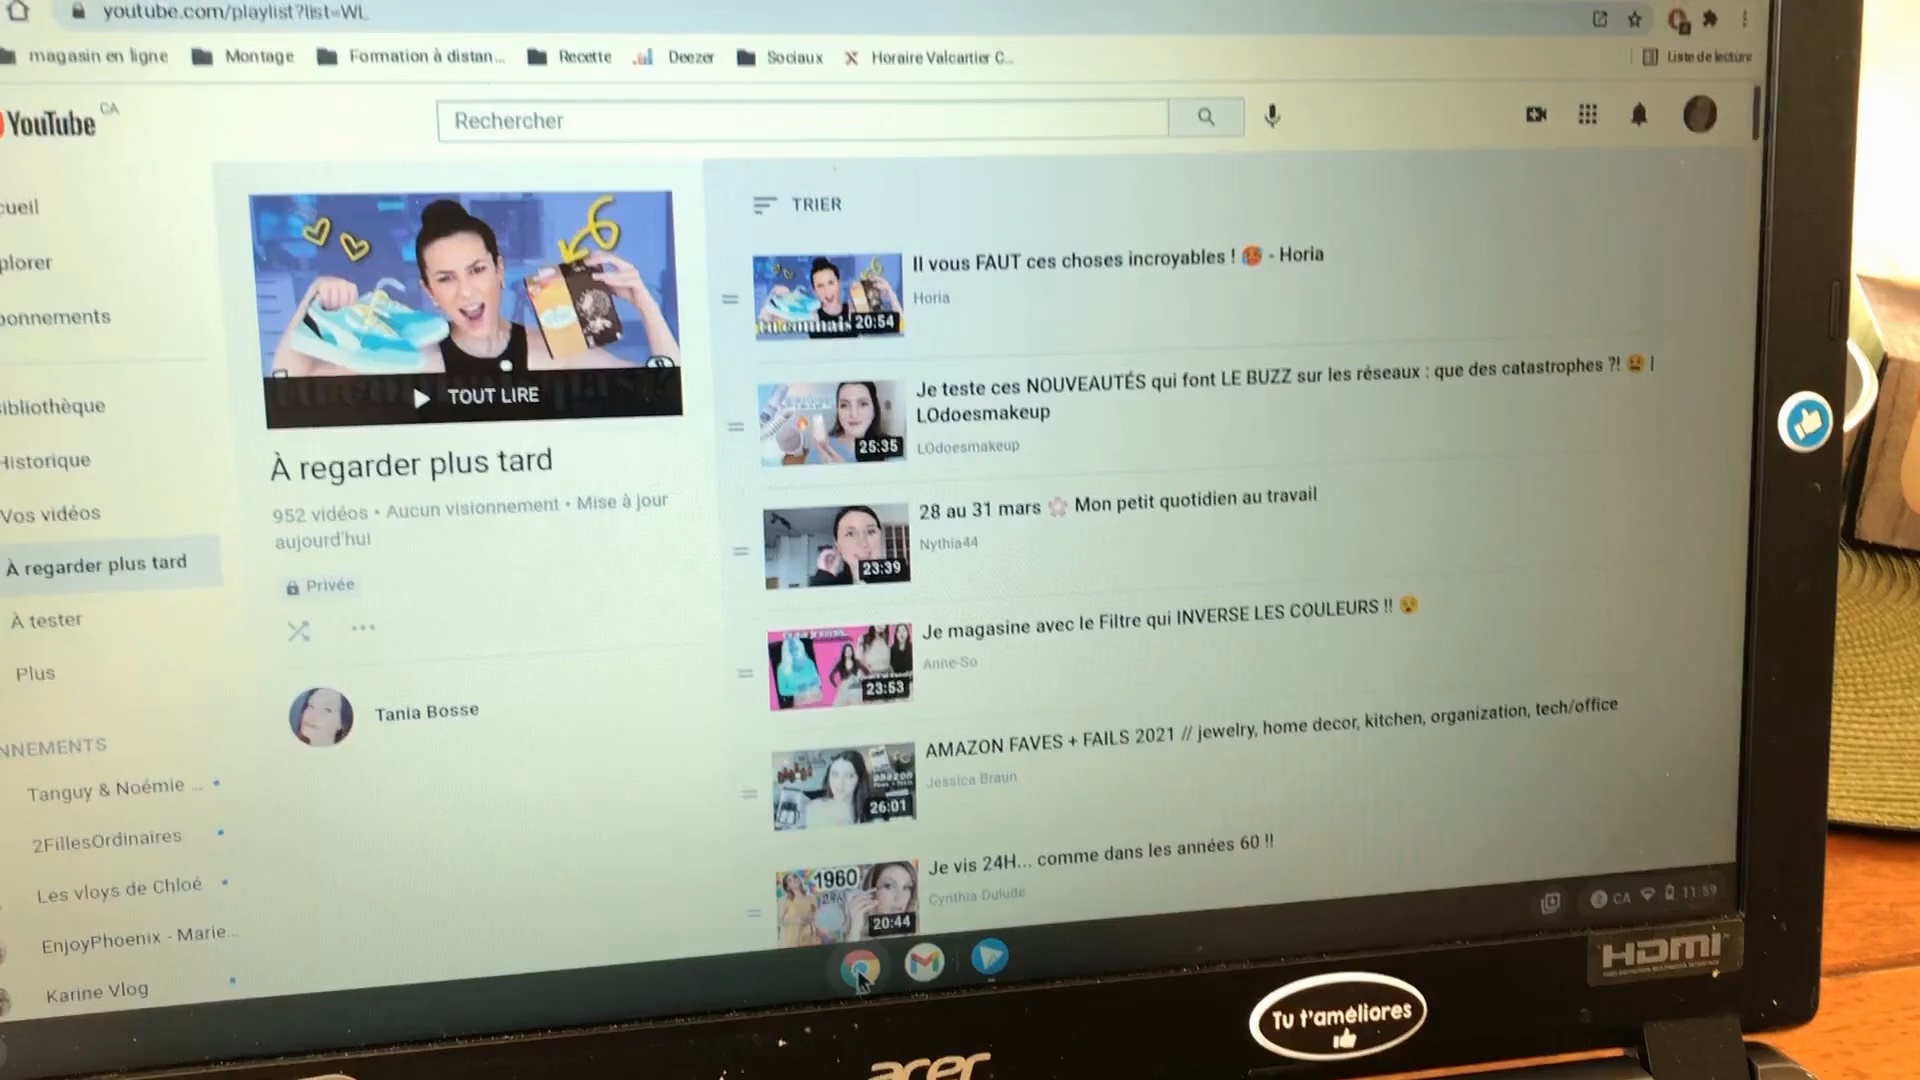 youtube.com/playlist?list=WL
magasin en ligne
Montage
Formation à distan...
Recette
Deezer
Sociaux
Horaire Valcartier C...
Liste de lecture
YouTube CA
Rechercher
cueil
plorer
bonnements
ibliothèque
Historique
Vos vidéos
À regarder plus tard
À tester
Plus
NNEMENTS
Tanguy & Noémie ...
2FillesOrdinaires
Les vloys de Chloé
EnjoyPhoenix - Marie...
Karine Vlog
TOUT LIRE
À regarder plus tard
952 vidéos • Aucun visionnement • Mise à jour
aujourd'hui
Privée
Tania Bosse
TRIER
20:54
Il vous FAUT ces choses incroyables ! 🥵 - Horia
Horia
25:35
Je teste ces NOUVEAUTÉS qui font LE BUZZ sur les réseaux : que des catastrophes ?! 😫 |
LOdoesmakeup
LOdoesmakeup
23:39
28 au 31 mars 🌸 Mon petit quotidien au travail
Nythia44
23:53
Je magasine avec le Filtre qui INVERSE LES COULEURS !! 😵
Anne-So
amazon
26:01
AMAZON FAVES + FAILS 2021 // jewelry, home decor, kitchen, organization, tech/office
Jessica Braun
1960
20:44
Je vis 24H... comme dans les années 60 !!
Cynthia Dulude
CA
11:59
HDMI
Tu t'améliores
acer